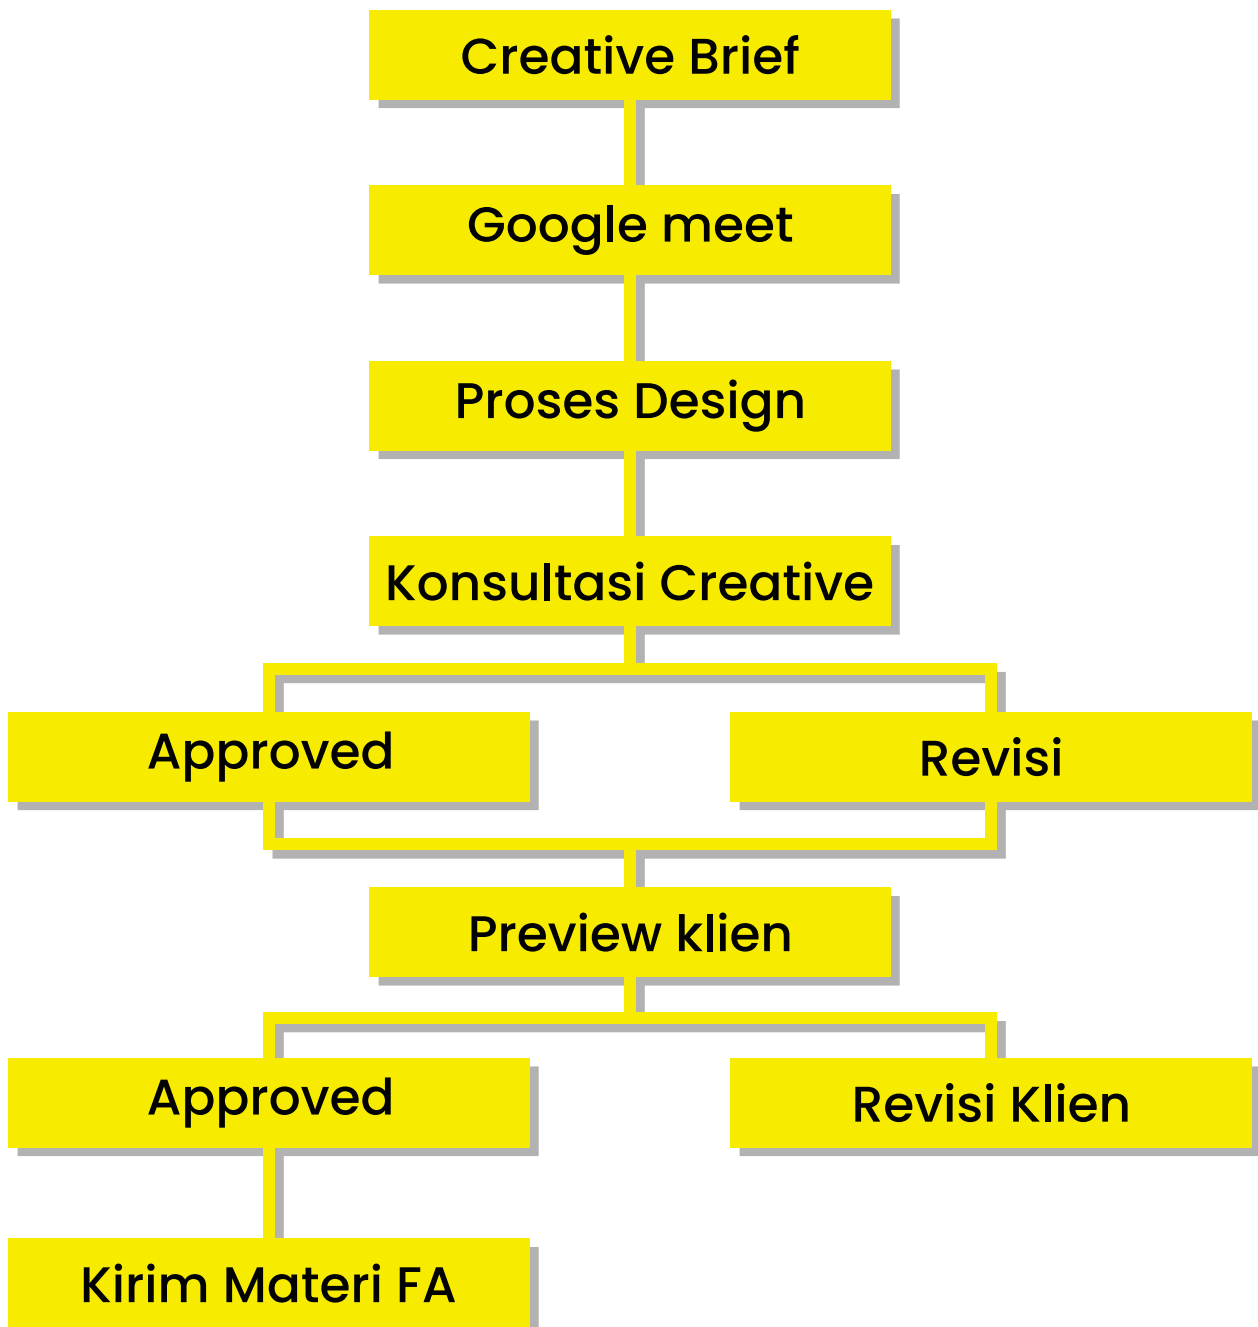 Creative Brief
Google meet
Proses Design
Konsultasi Creative
Approved
Revisi
Preview klien
Approved
Revisi Klien
Kirim Materi FA